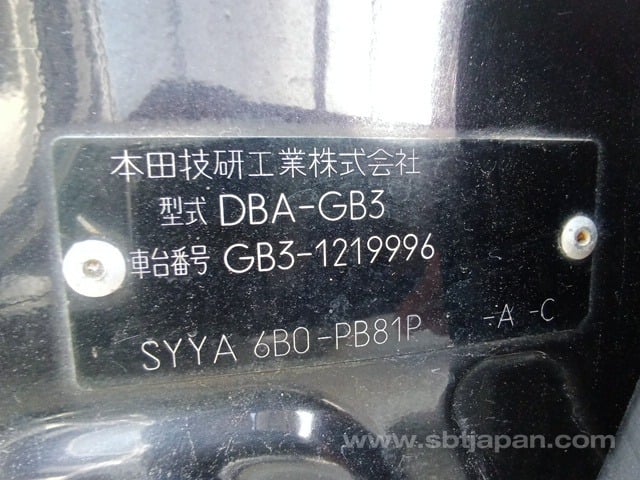 本田技研工業株式会社
型式 DBA-GB3
車台番号 GB3-1219996
SYYA 6B0-PB81P -A -C
www.sbtjapan.com